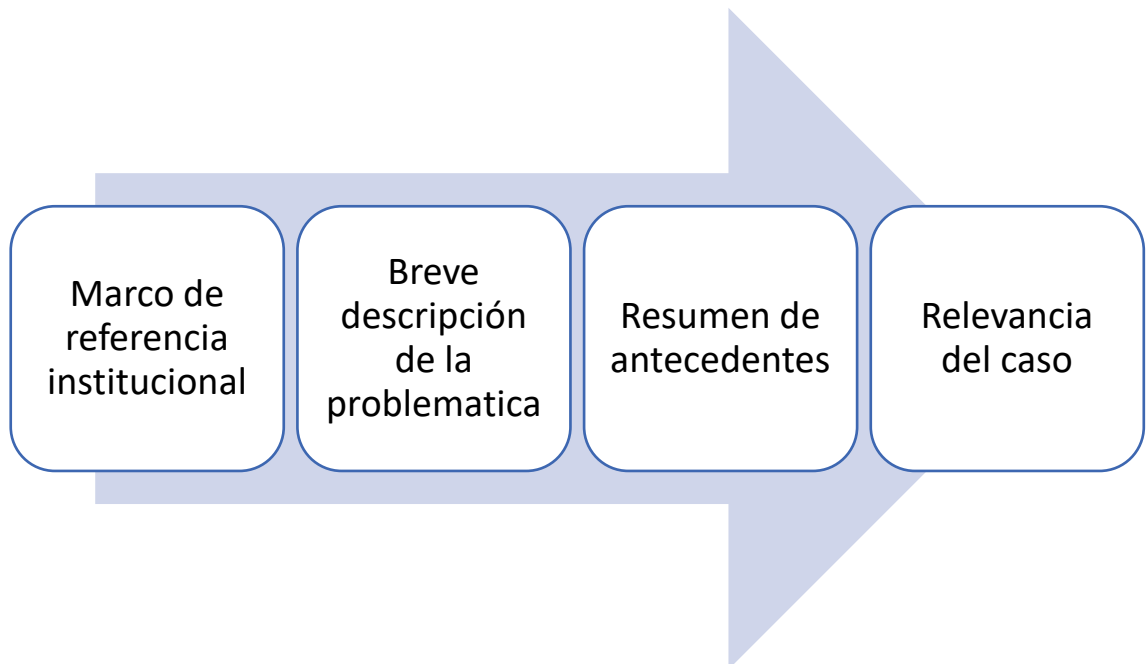 Marco de
referencia
institucional
Breve
descripción
de la
problematica
Resumen de
antecedentes
Relevancia
del caso